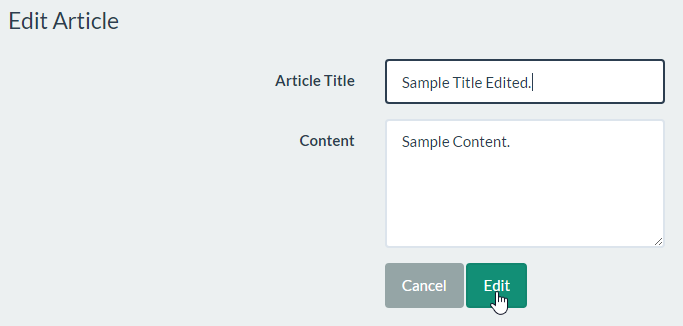 Edit Article
Article Title
Sample Title Edited.
Content
Sample Content.
Cancel
Edit